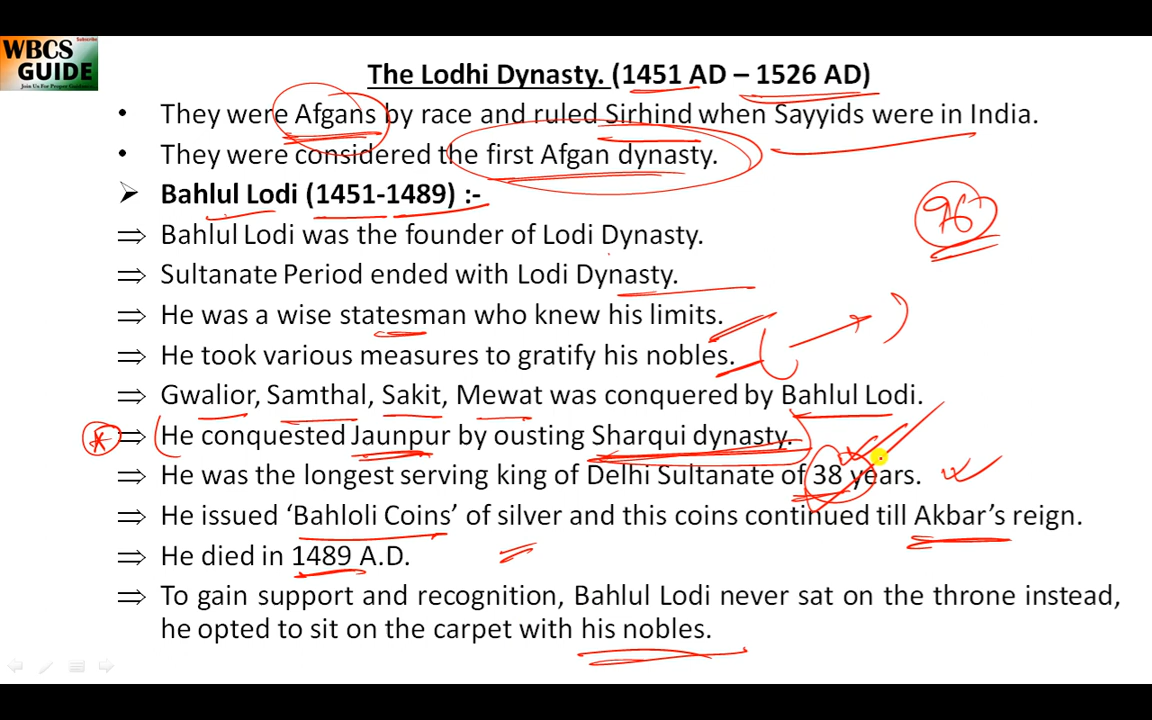 Subscribe
WBCS
GUIDE
The Lodhi Dynasty. (1451 AD – 1526 AD)
• They were Afgans by race and ruled Sirhind when Sayyids were in India.
• They were considered the first Afgan dynasty.
➢ Bahlul Lodi (1451-1489) :-
⇒ Bahlul Lodi was the founder of Lodi Dynasty.
⇒ Sultanate Period ended with Lodi Dynasty.
⇒ He was a wise statesman who knew his limits.
⇒ He took various measures to gratify his nobles.
⇒ Gwalior, Samthal, Sakit, Mewat was conquered by Bahlul Lodi.
⇒ He conquested Jaunpur by ousting Sharqui dynasty.
⇒ He was the longest serving king of Delhi Sultanate of 38 years.
⇒ He issued ‘Bahloli Coins’ of silver and this coins continued till Akbar’s reign.
⇒ He died in 1489 A.D.
⇒ To gain support and recognition, Bahlul Lodi never sat on the throne instead,
he opted to sit on the carpet with his nobles.